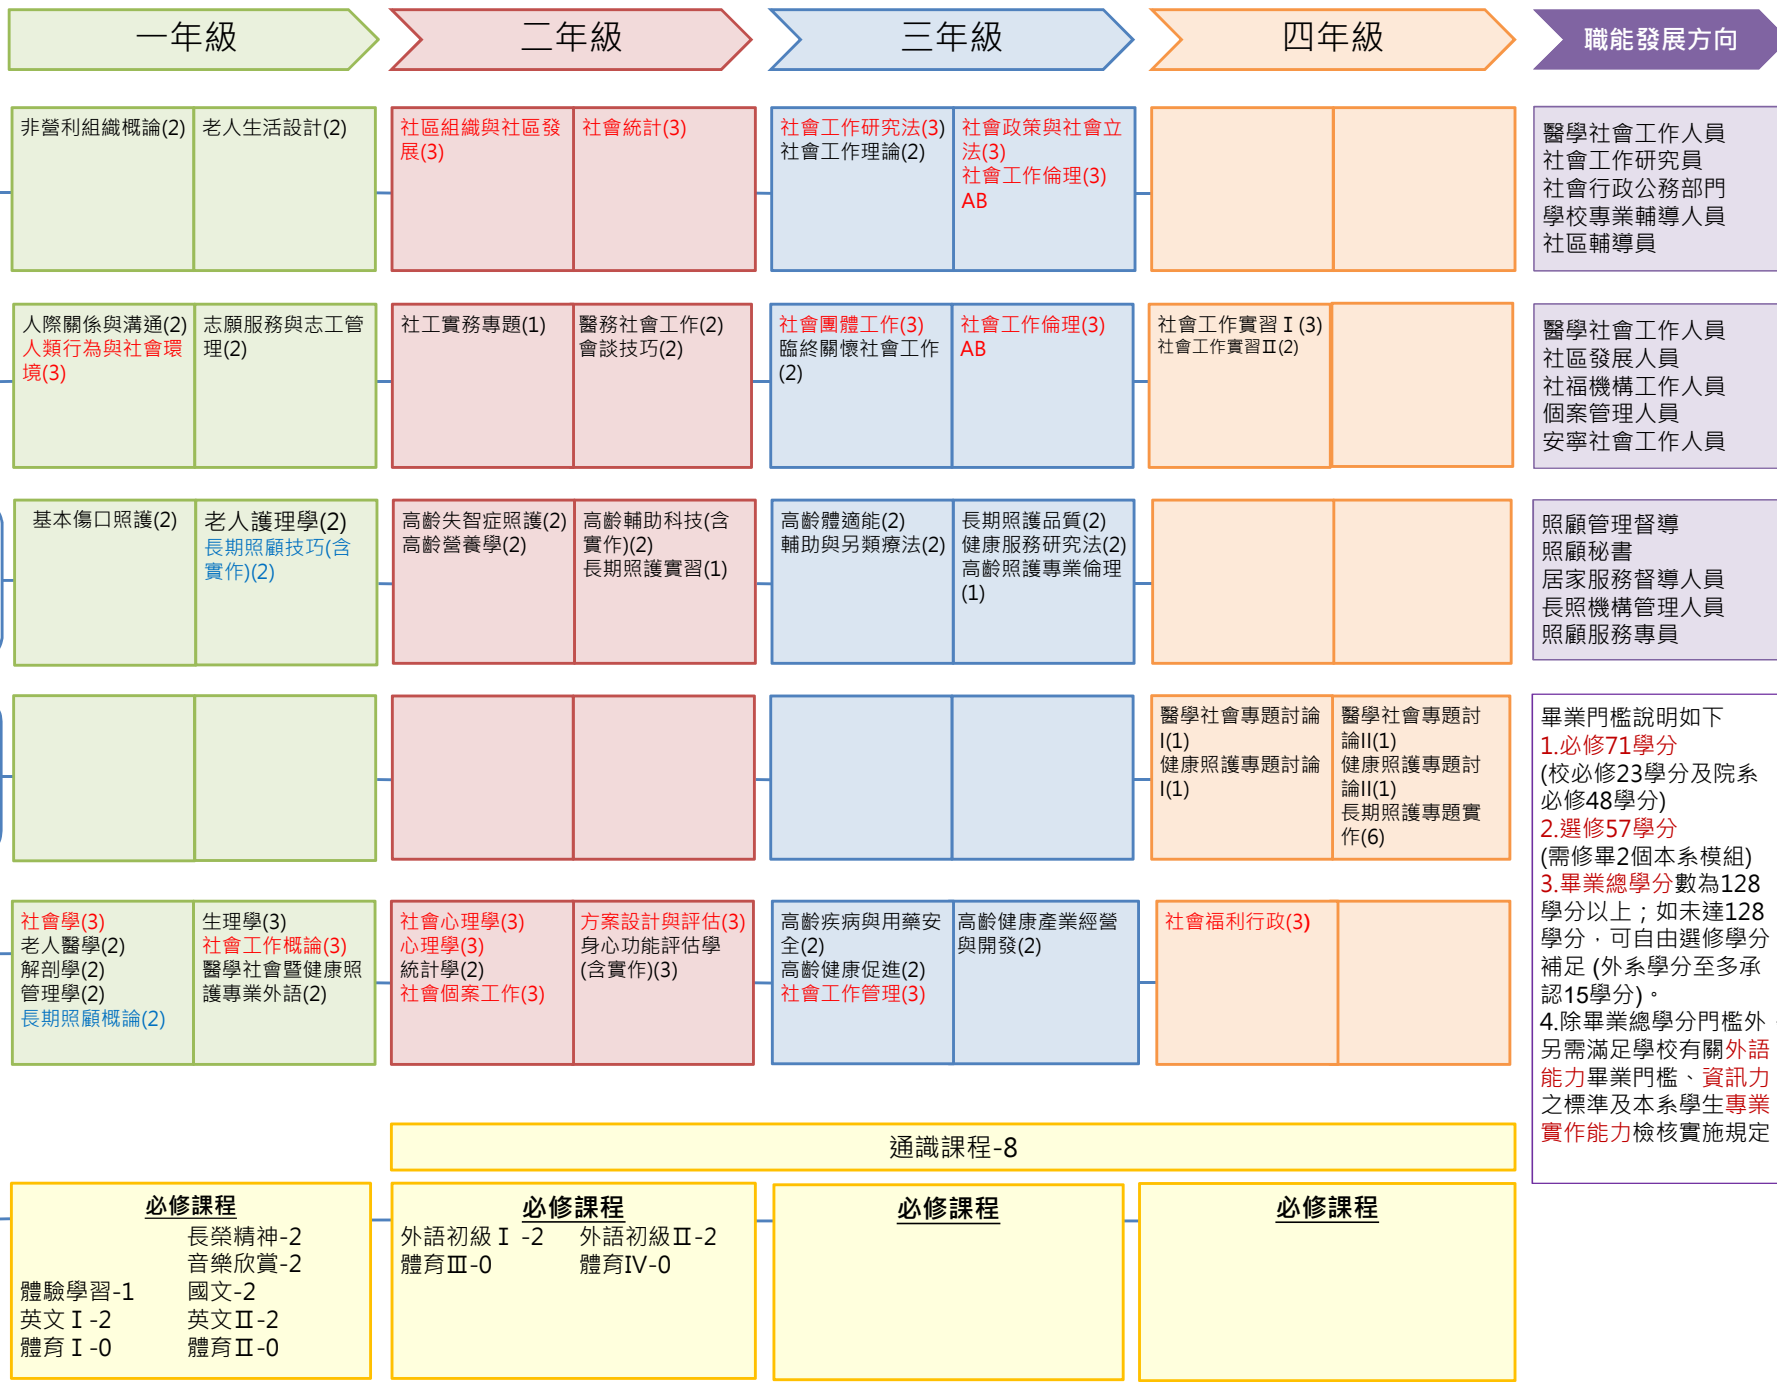 一年級
二年級
三年級
四年級
職能發展方向
非營利組織概論(2)
老人生活設計(2)
社區組織與社區發
展(3)
社會統計(3)
社會工作研究法(3)
社會工作理論(2)
社會政策與社會立
法(3)
社會工作倫理(3)
AB
醫學社會工作人員
社會工作研究員
社會行政公務部門
學校專業輔導人員
社區輔導員
人際關係與溝通(2)
人類行為與社會環
境(3)
志願服務與志工管
理(2)
社工實務專題(1)
醫務社會工作(2)
會談技巧(2)
社會團體工作(3)
臨終關懷社會工作
(2)
社會工作倫理(3)
AB
社會工作實習Ⅰ(3)
社會工作實習Ⅱ(2)
醫學社會工作人員
社區發展人員
社福機構工作人員
個案管理人員
安寧社會工作人員
基本傷口照護(2)
老人護理學(2)
長期照顧技巧(含
實作)(2)
高齡失智症照護(2)
高齡營養學(2)
高齡輔助科技(含
實作)(2)
長期照護實習(1)
高齡體適能(2)
輔助與另類療法(2)
長期照護品質(2)
健康服務研究法(2)
高齡照護專業倫理
(1)
照顧管理督導
照顧秘書
居家服務督導人員
長照機構管理人員
照顧服務專員
醫學社會專題討論
I(1)
健康照護專題討論
I(1)
醫學社會專題討
論II(1)
健康照護專題討
論II(1)
長期照護專題實
作(6)
畢業門檻說明如下
1.必修71學分
(校必修23學分及院系
必修48學分)
2.選修57學分
(需修畢2個本系模組)
3.畢業總學分數為128
學分以上；如未達128
學分，可自由選修學分
補足 (外系學分至多承
認15學分)。
4.除畢業總學分門檻外，
另需滿足學校有關外語
能力畢業門檻、資訊力
之標準及本系學生專業
實作能力檢核實施規定
社會學(3)
老人醫學(2)
解剖學(2)
管理學(2)
長期照顧概論(2)
生理學(3)
社會工作概論(3)
醫學社會暨健康照
護專業外語(2)
社會心理學(3)
心理學(3)
統計學(2)
社會個案工作(3)
方案設計與評估(3)
身心功能評估學
(含實作)(3)
高齡疾病與用藥安
全(2)
高齡健康促進(2)
社會工作管理(3)
高齡健康產業經營
與開發(2)
社會福利行政(3)
通識課程-8
必修課程
長榮精神-2
音樂欣賞-2
體驗學習-1 國文-2
英文Ⅰ-2 英文Ⅱ-2
體育Ⅰ-0 體育Ⅱ-0
必修課程
外語初級Ⅰ-2 外語初級Ⅱ-2
體育Ⅲ-0 體育Ⅳ-0
必修課程
必修課程